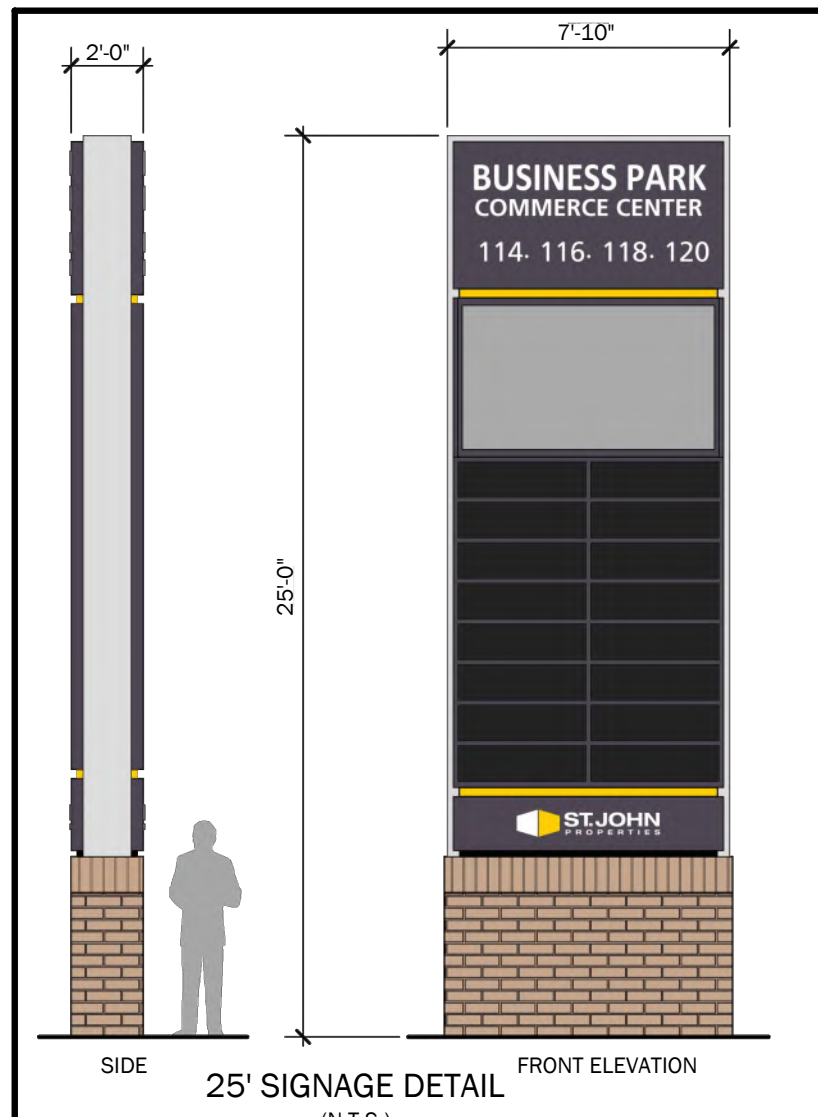 2'-0"
7'-10"
BUSINESS PARK
COMMERCE CENTER
114· 116· 118· 120
25'-0"
ST.JOHN
PROPERTIES
SIDE
FRONT ELEVATION
25' SIGNAGE DETAIL
(N.T.S.)